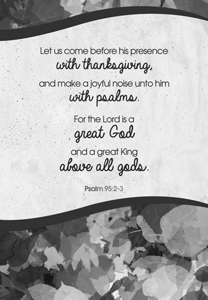 Let us come before his presence
with thanksgiving,
and make a joyful noise unto him
with psalms.
For the Lord is a
great God
and a great King
above all gods.
Psalm 95:2-3